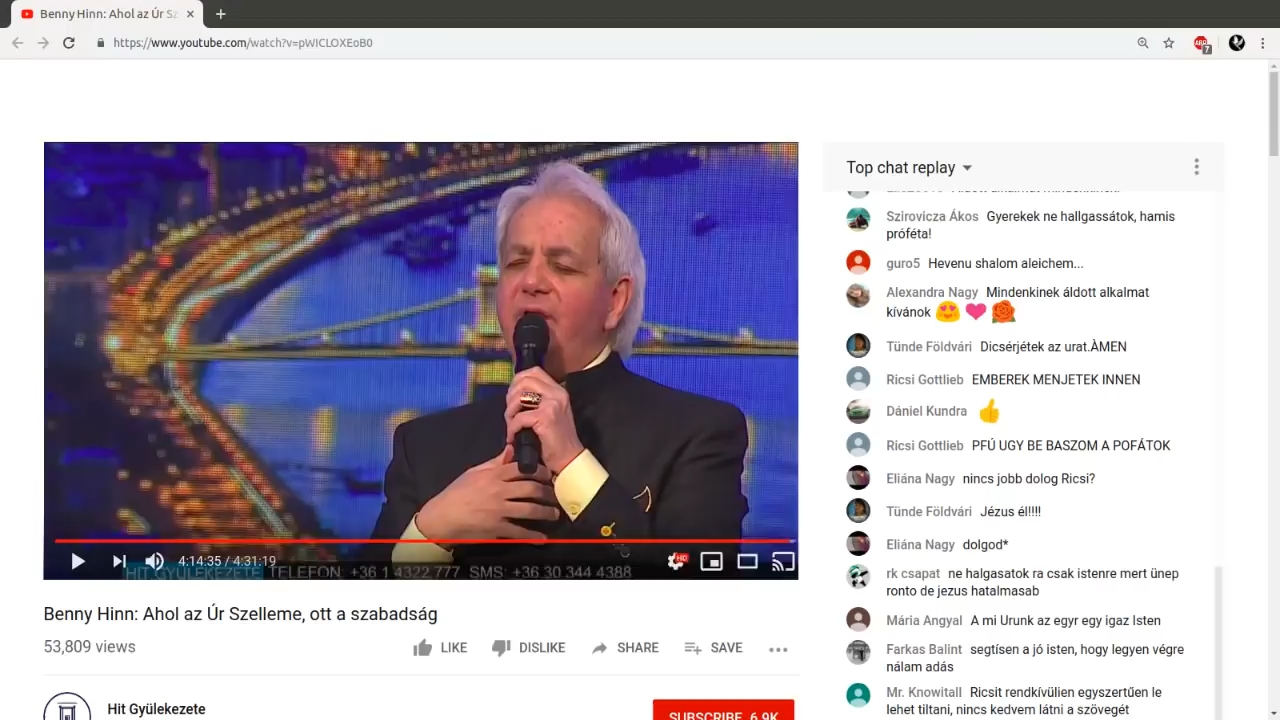 Benny Hinn: Ahol az Úr Sz
https://www.youtube.com/watch?v=pWICLOXEoB0
Top chat replay
Szirovicza Ákos Gyerekek ne hallgassátok, hamis
próféta!
guro5 Hevenu shalom aleichem...
Alexandra Nagy Mindenkinek áldott alkalmat
kívánok
Tünde Földvári Dicsérjétek az urat.ÀMEN
Ricsi Gottlieb EMBEREK MENJETEK INNEN
Dániel Kundra
Ricsi Gottlieb PFÚ UGY BE BASZOM A POFÁTOK
Eliána Nagy nincs jobb dolog Ricsi?
Tünde Földvári Jézus él!!!!
Eliána Nagy dolgod*
rk csapat ne halgasatok ra csak istenre mert ünep
ronto de jezus hatalmasab
Mária Angyal A mi Urunk az egyr egy igaz Isten
Farkas Balint segtísen a jó isten, hogy legyen végre
nálam adás
Mr. Knowitall Ricsit rendkívülien egyszertűen le
lehet tiltani, nincs kedvem látni a szövegét
4:14:35 / 4:31:19
HD
HIT GYÜLEKEZETE TELEFON: +36 1 4322 777 SMS: +36 30 344 4388
Benny Hinn: Ahol az Úr Szelleme, ott a szabadság
53,809 views
LIKE DISLIKE SHARE SAVE
Hit Gyülekezete
SUBSCRIBE 6.9K